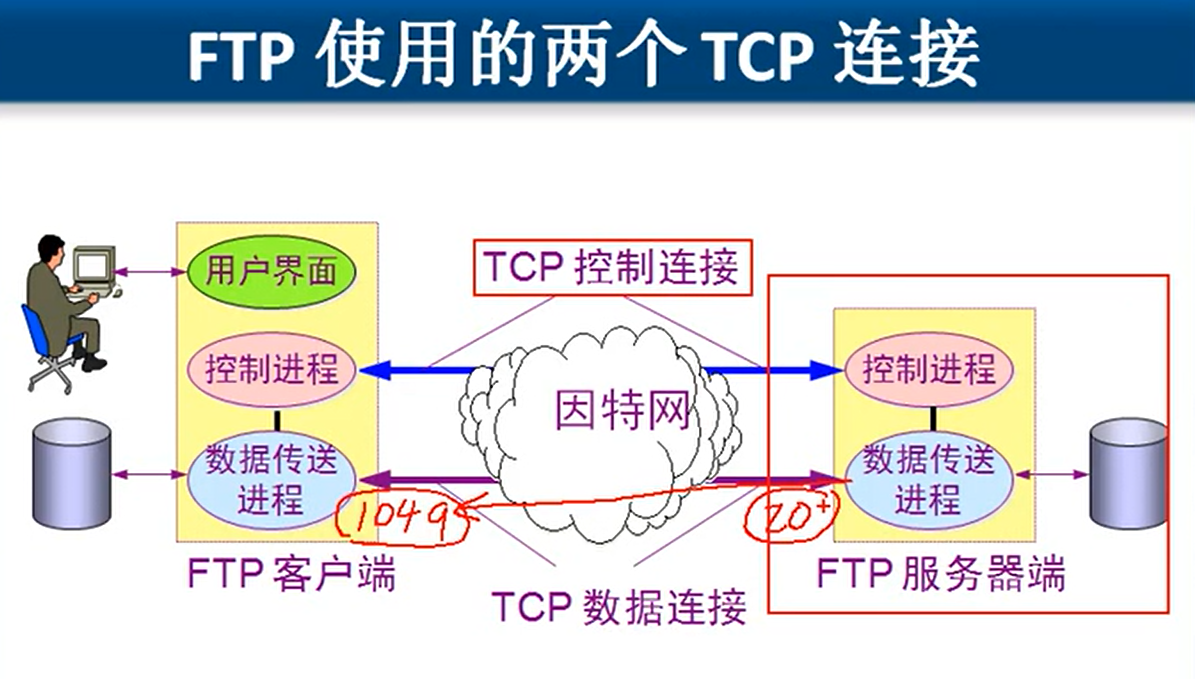 FTP 使用的两个 TCP 连接
用户界面
TCP 控制连接
控制进程
因特网
控制进程
数据传送
进程
数据传送
进程
1049
20+
FTP 客户端
FTP 服务器端
TCP 数据连接